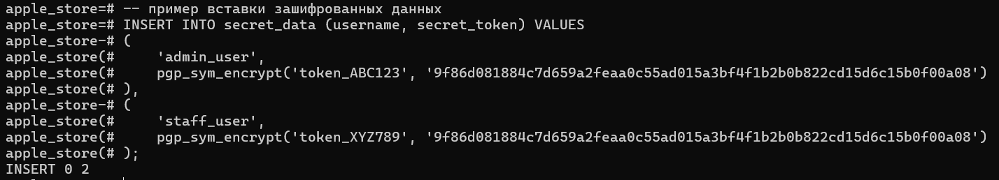 apple_store=# -- пример вставки зашифрованных данных
apple_store=# INSERT INTO secret_data (username, secret_token) VALUES
apple_store-# (
apple_store(#     'admin_user',
apple_store(#     pgp_sym_encrypt('token_ABC123', '9f86d081884c7d659a2feaa0c55ad015a3bf4f1b2b0b822cd15d6c15b0f00a08')
apple_store(# ),
apple_store-# (
apple_store(#     'staff_user',
apple_store(#     pgp_sym_encrypt('token_XYZ789', '9f86d081884c7d659a2feaa0c55ad015a3bf4f1b2b0b822cd15d6c15b0f00a08')
apple_store(# );
INSERT 0 2